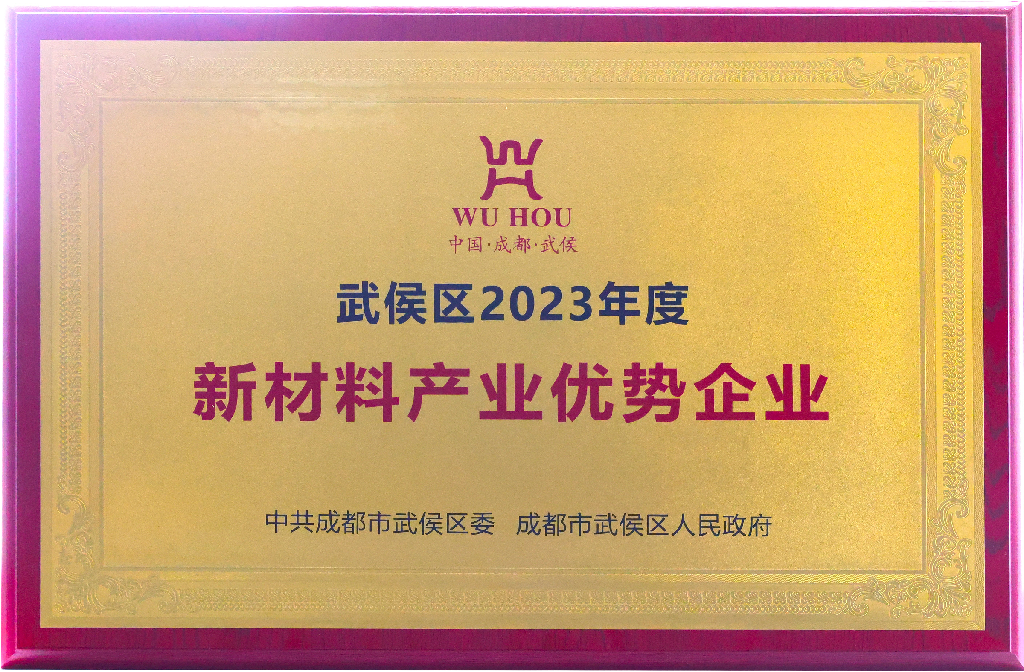 WU HOU
中国·成都·武侯
武侯区2023年度
新材料产业优势企业
中共成都市武侯区委 成都市武侯区人民政府